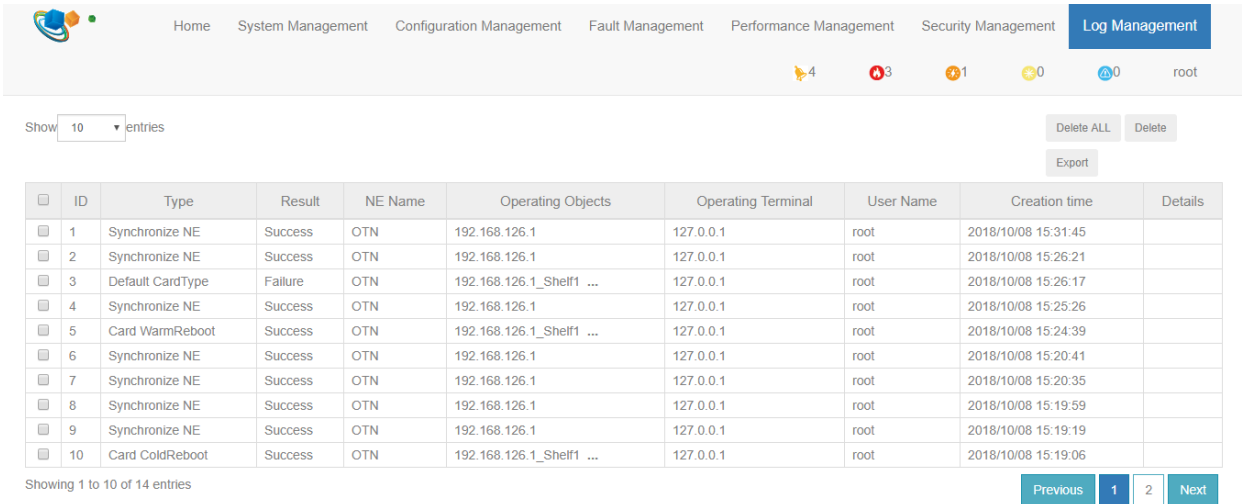 Home System Management Configuration Management Fault Management Performance Management Security Management Log Management
4 3 1 0 0 root
Show 10 entries
Delete ALL Delete
Export
ID Type Result NE Name Operating Objects Operating Terminal User Name Creation time Details
1 Synchronize NE Success OTN 192.168.126.1 127.0.0.1 root 2018/10/08 15:31:45
2 Synchronize NE Success OTN 192.168.126.1 127.0.0.1 root 2018/10/08 15:26:21
3 Default CardType Failure OTN 192.168.126.1_Shelf1 ... 127.0.0.1 root 2018/10/08 15:26:17
4 Synchronize NE Success OTN 192.168.126.1 127.0.0.1 root 2018/10/08 15:25:26
5 Card WarmReboot Success OTN 192.168.126.1_Shelf1 ... 127.0.0.1 root 2018/10/08 15:24:39
6 Synchronize NE Success OTN 192.168.126.1 127.0.0.1 root 2018/10/08 15:20:41
7 Synchronize NE Success OTN 192.168.126.1 127.0.0.1 root 2018/10/08 15:20:35
8 Synchronize NE Success OTN 192.168.126.1 127.0.0.1 root 2018/10/08 15:19:59
9 Synchronize NE Success OTN 192.168.126.1 127.0.0.1 root 2018/10/08 15:19:19
10 Card ColdReboot Success OTN 192.168.126.1_Shelf1 ... 127.0.0.1 root 2018/10/08 15:19:06
Showing 1 to 10 of 14 entries
Previous 1 2 Next